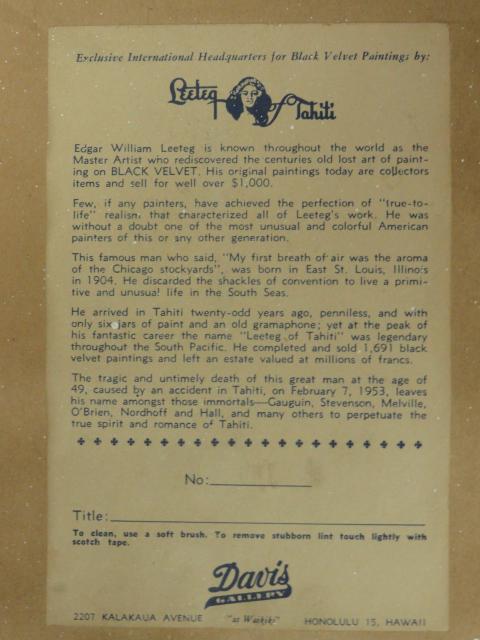 Exclusive International Headquarters for Black Velvet Paintings by:
Leeteg of Tahiti
Edgar William Leeteg is known throughout the world as the
Master Artist who rediscovered the centuries old lost art of paint-
ing on BLACK VELVET. His original paintings today are collectors
items and sell for well over $1,000.
Few, if any painters, have achieved the perfection of "true-to-
life" realism that characterized all of Leeteg's work. He was
without a doubt one of the most unusual and colorful American
painters of this or any other generation.
This famous man who said, "My first breath of air was the aroma
of the Chicago stockyards", was born in East St. Louis, Illinois
in 1904. He discarded the shackles of convention to live a primi-
tive and unusual life in the South Seas.
He arrived in Tahiti twenty-odd years ago, penniless, and with
only six jars of paint and an old gramaphone; yet at the peak of
his fantastic career the name "Leeteg of Tahiti" was legendary
throughout the South Pacific. He completed and sold 1,691 black
velvet paintings and left an estate valued at millions of francs.
The tragic and untimely death of this great man at the age of
49, caused by an accident in Tahiti, on February 7, 1953, leaves
his name amongst those immortals—Gauguin, Stevenson, Melville,
O'Brien, Nordhoff and Hall, and many others to perpetuate the
true spirit and romance of Tahiti.
No:
Title:
To clean, use a soft brush. To remove stubborn lint touch lightly with
scotch tape.
Davis
GALLERY
2207 KALAKAUA AVENUE "at Waikiki" HONOLULU 15, HAWAII